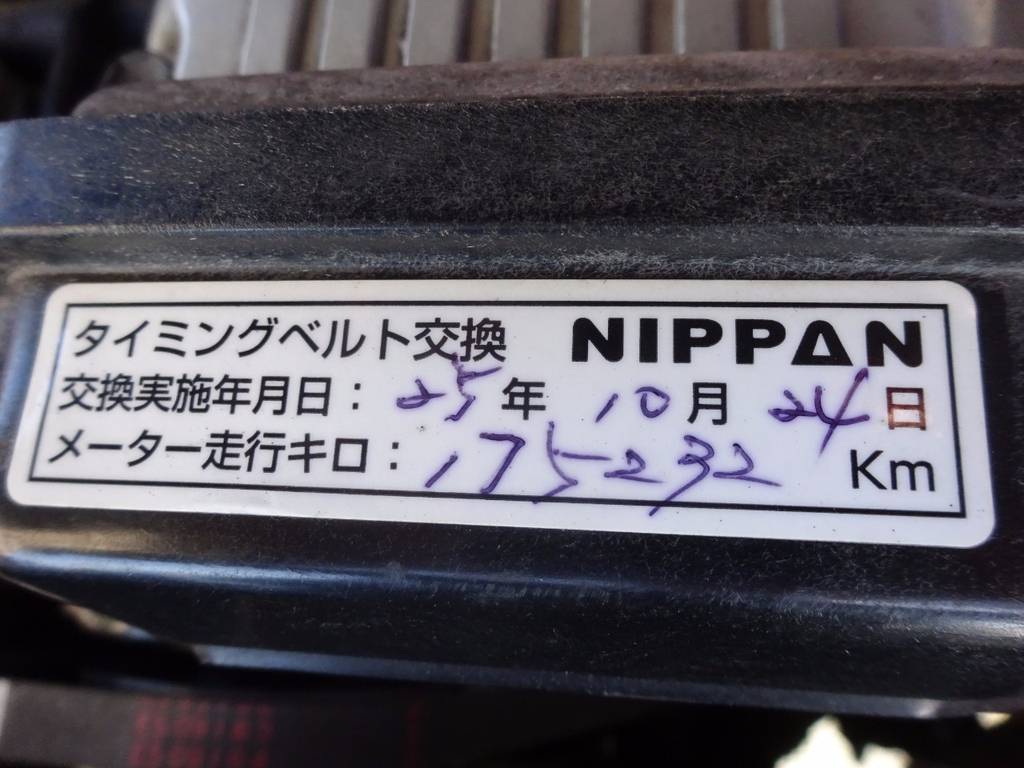 タイミングベルト交換 NIPPAN
交換実施年月日：25年 10月 24日
メーター走行キロ：175232 Km